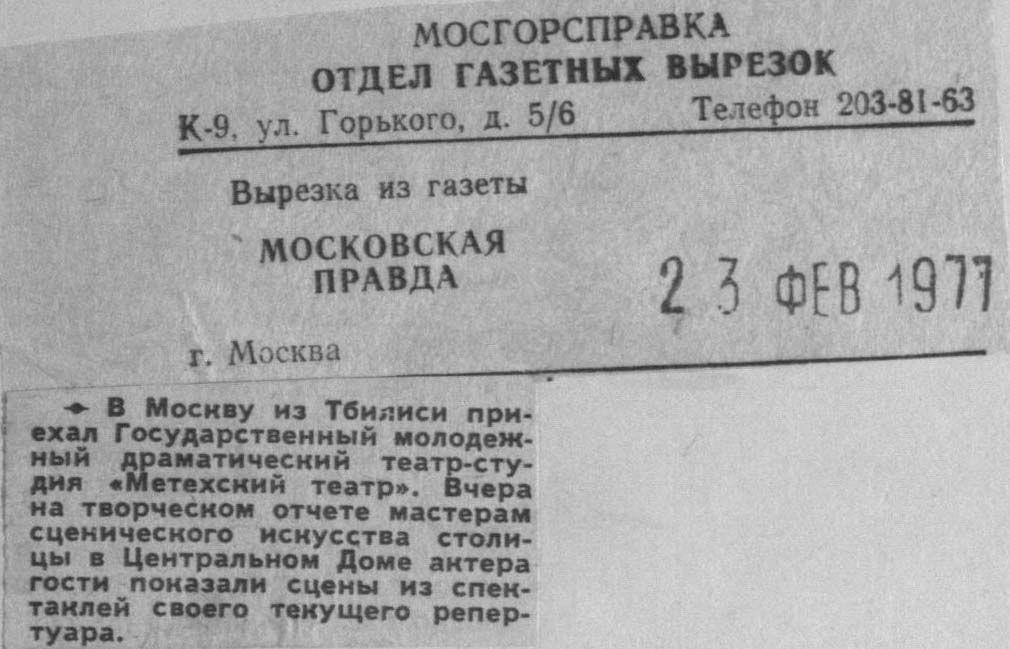 МОСГОРСПРАВКА
ОТДЕЛ ГАЗЕТНЫХ ВЫРЕЗОК
К-9, ул. Горького, д. 5/6 Телефон 203-81-63
Вырезка из газеты
МОСКОВСКАЯ
ПРАВДА
23 ФЕВ 1977
г. Москва
В Москву из Тбилиси при-
ехал Государственный молодеж-
ный драматический театр-сту-
дия «Метехский театр». Вчера
на творческом отчете мастерам
сценического искусства столи-
цы в Центральном Доме актера
гости показали сцены из спек-
таклей своего текущего репер-
туара.